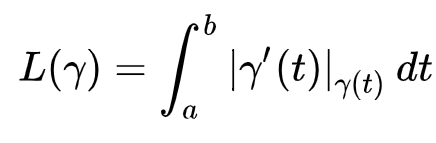 L(γ) = ∫_a^b |γ′(t)|_{γ(t)} dt